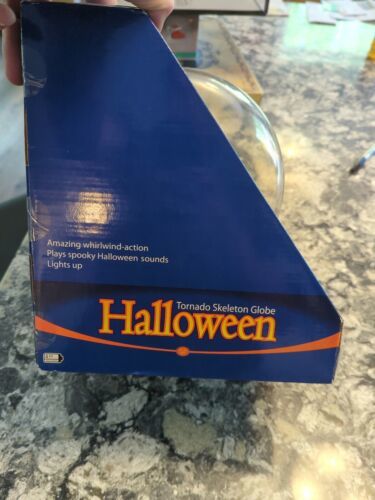 Amazing whirlwind-action
Plays spooky Halloween sounds
Lights up
Tornado Skeleton Globe
Halloween